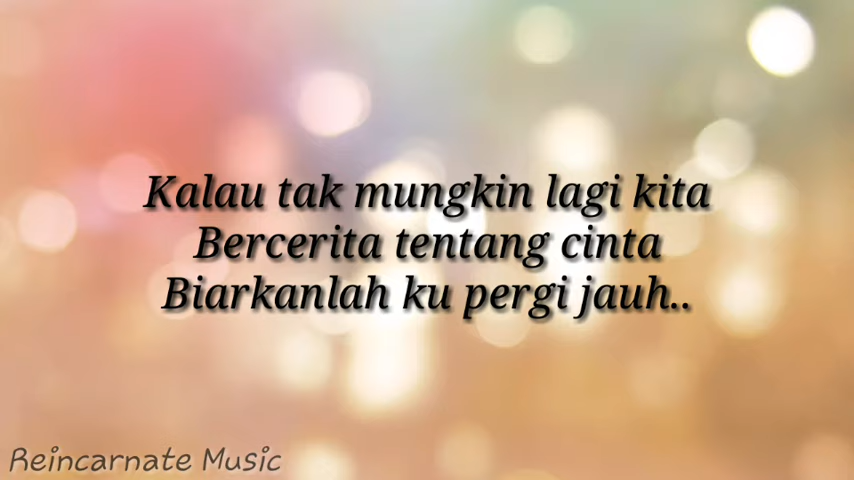 Kalau tak mungkin lagi kita
Bercerita tentang cinta
Biarkanlah ku pergi jauh..
Reincarnate Music